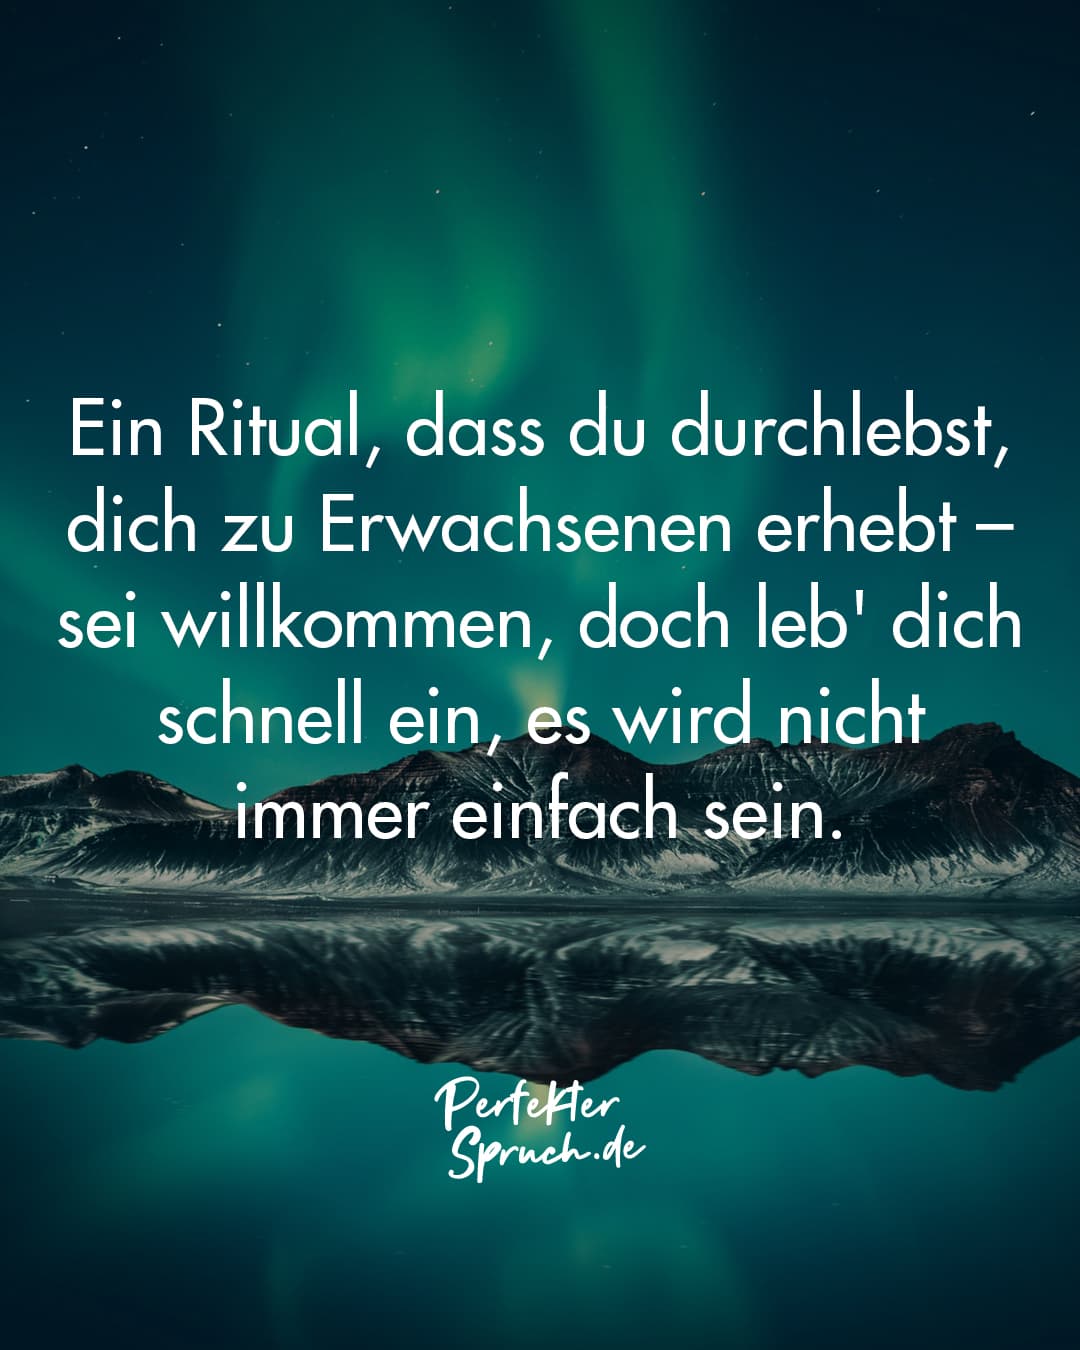 Ein Ritual, dass du durchlebst,
dich zu Erwachsenen erhebt –
sei willkommen, doch leb' dich
schnell ein, es wird nicht
immer einfach sein.
Perfekter
Spruch.de